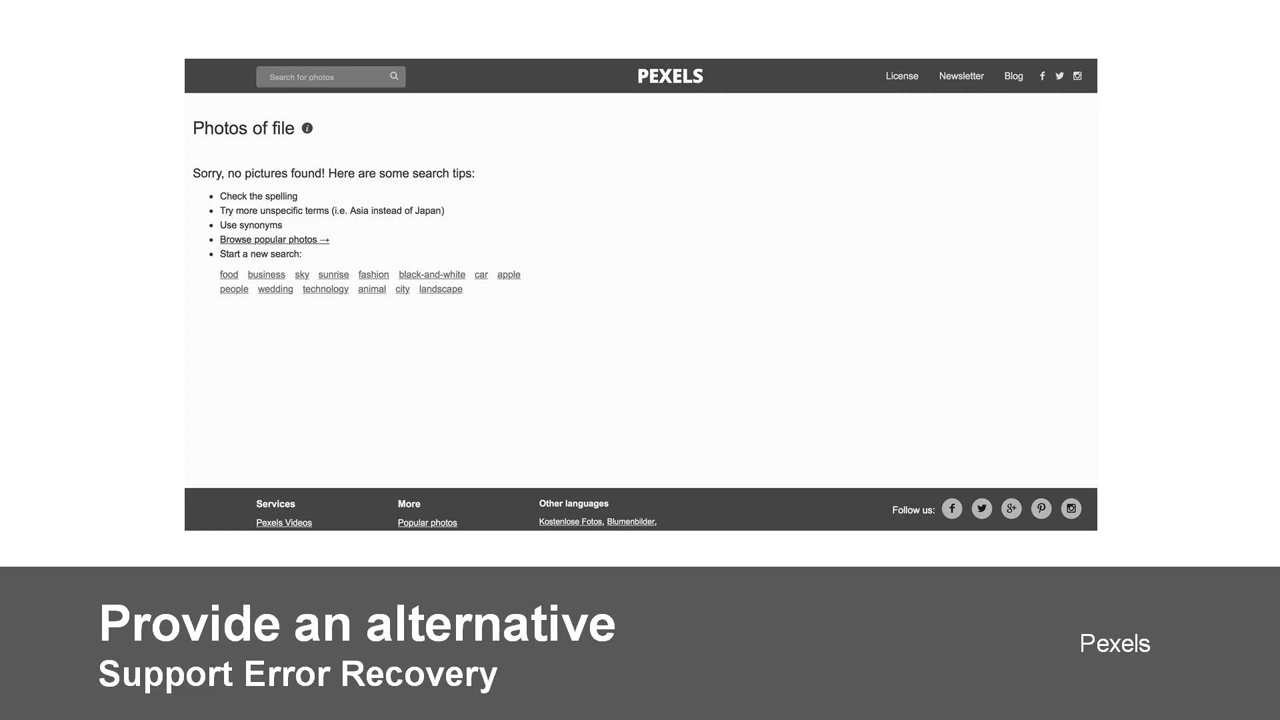 Search for photos
PEXELS
License Newsletter Blog
Photos of file
Sorry, no pictures found! Here are some search tips:
Check the spelling
Try more unspecific terms (i.e. Asia instead of Japan)
Use synonyms
Browse popular photos →
Start a new search:
food business sky sunrise fashion black-and-white car apple
people wedding technology animal city landscape
Services More Other languages
Follow us:
Pexels Videos Popular photos Kostenlose Fotos, Blumenbilder,
Provide an alternative
Support Error Recovery
Pexels